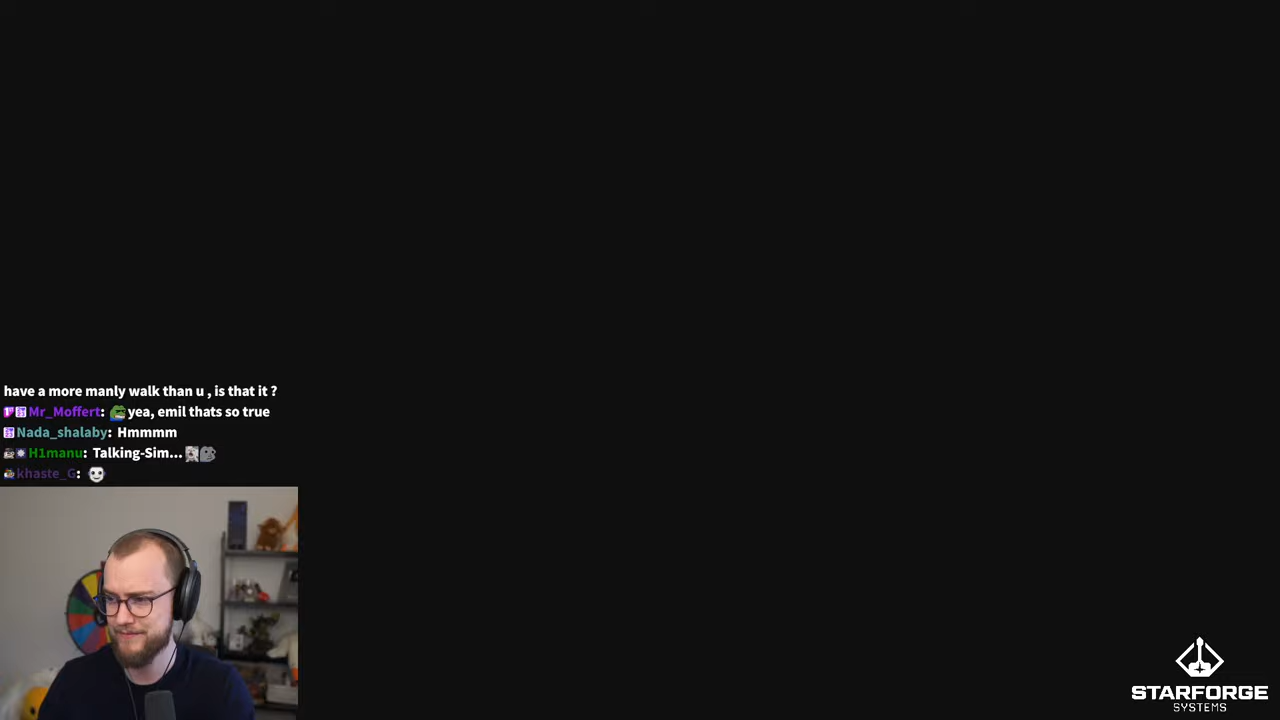 have a more manly walk than u , is that it ?
Mr_Moffert: yea, emil thats so true
Nada_shalaby: Hmmmm
H1manu: Talking-Sim...
khaste_G:
STARFORGE
SYSTEMS